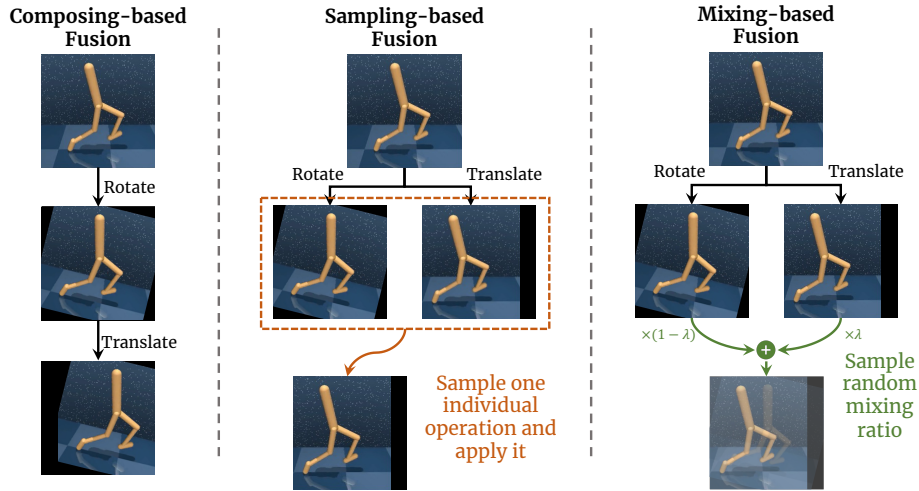 Composing-based
Fusion
Rotate
Translate
Sampling-based
Fusion
Rotate
Translate
Sample one
individual
operation and
apply it
Mixing-based
Fusion
Rotate
Translate
×(1 − λ)
×λ
+
Sample
random
mixing
ratio